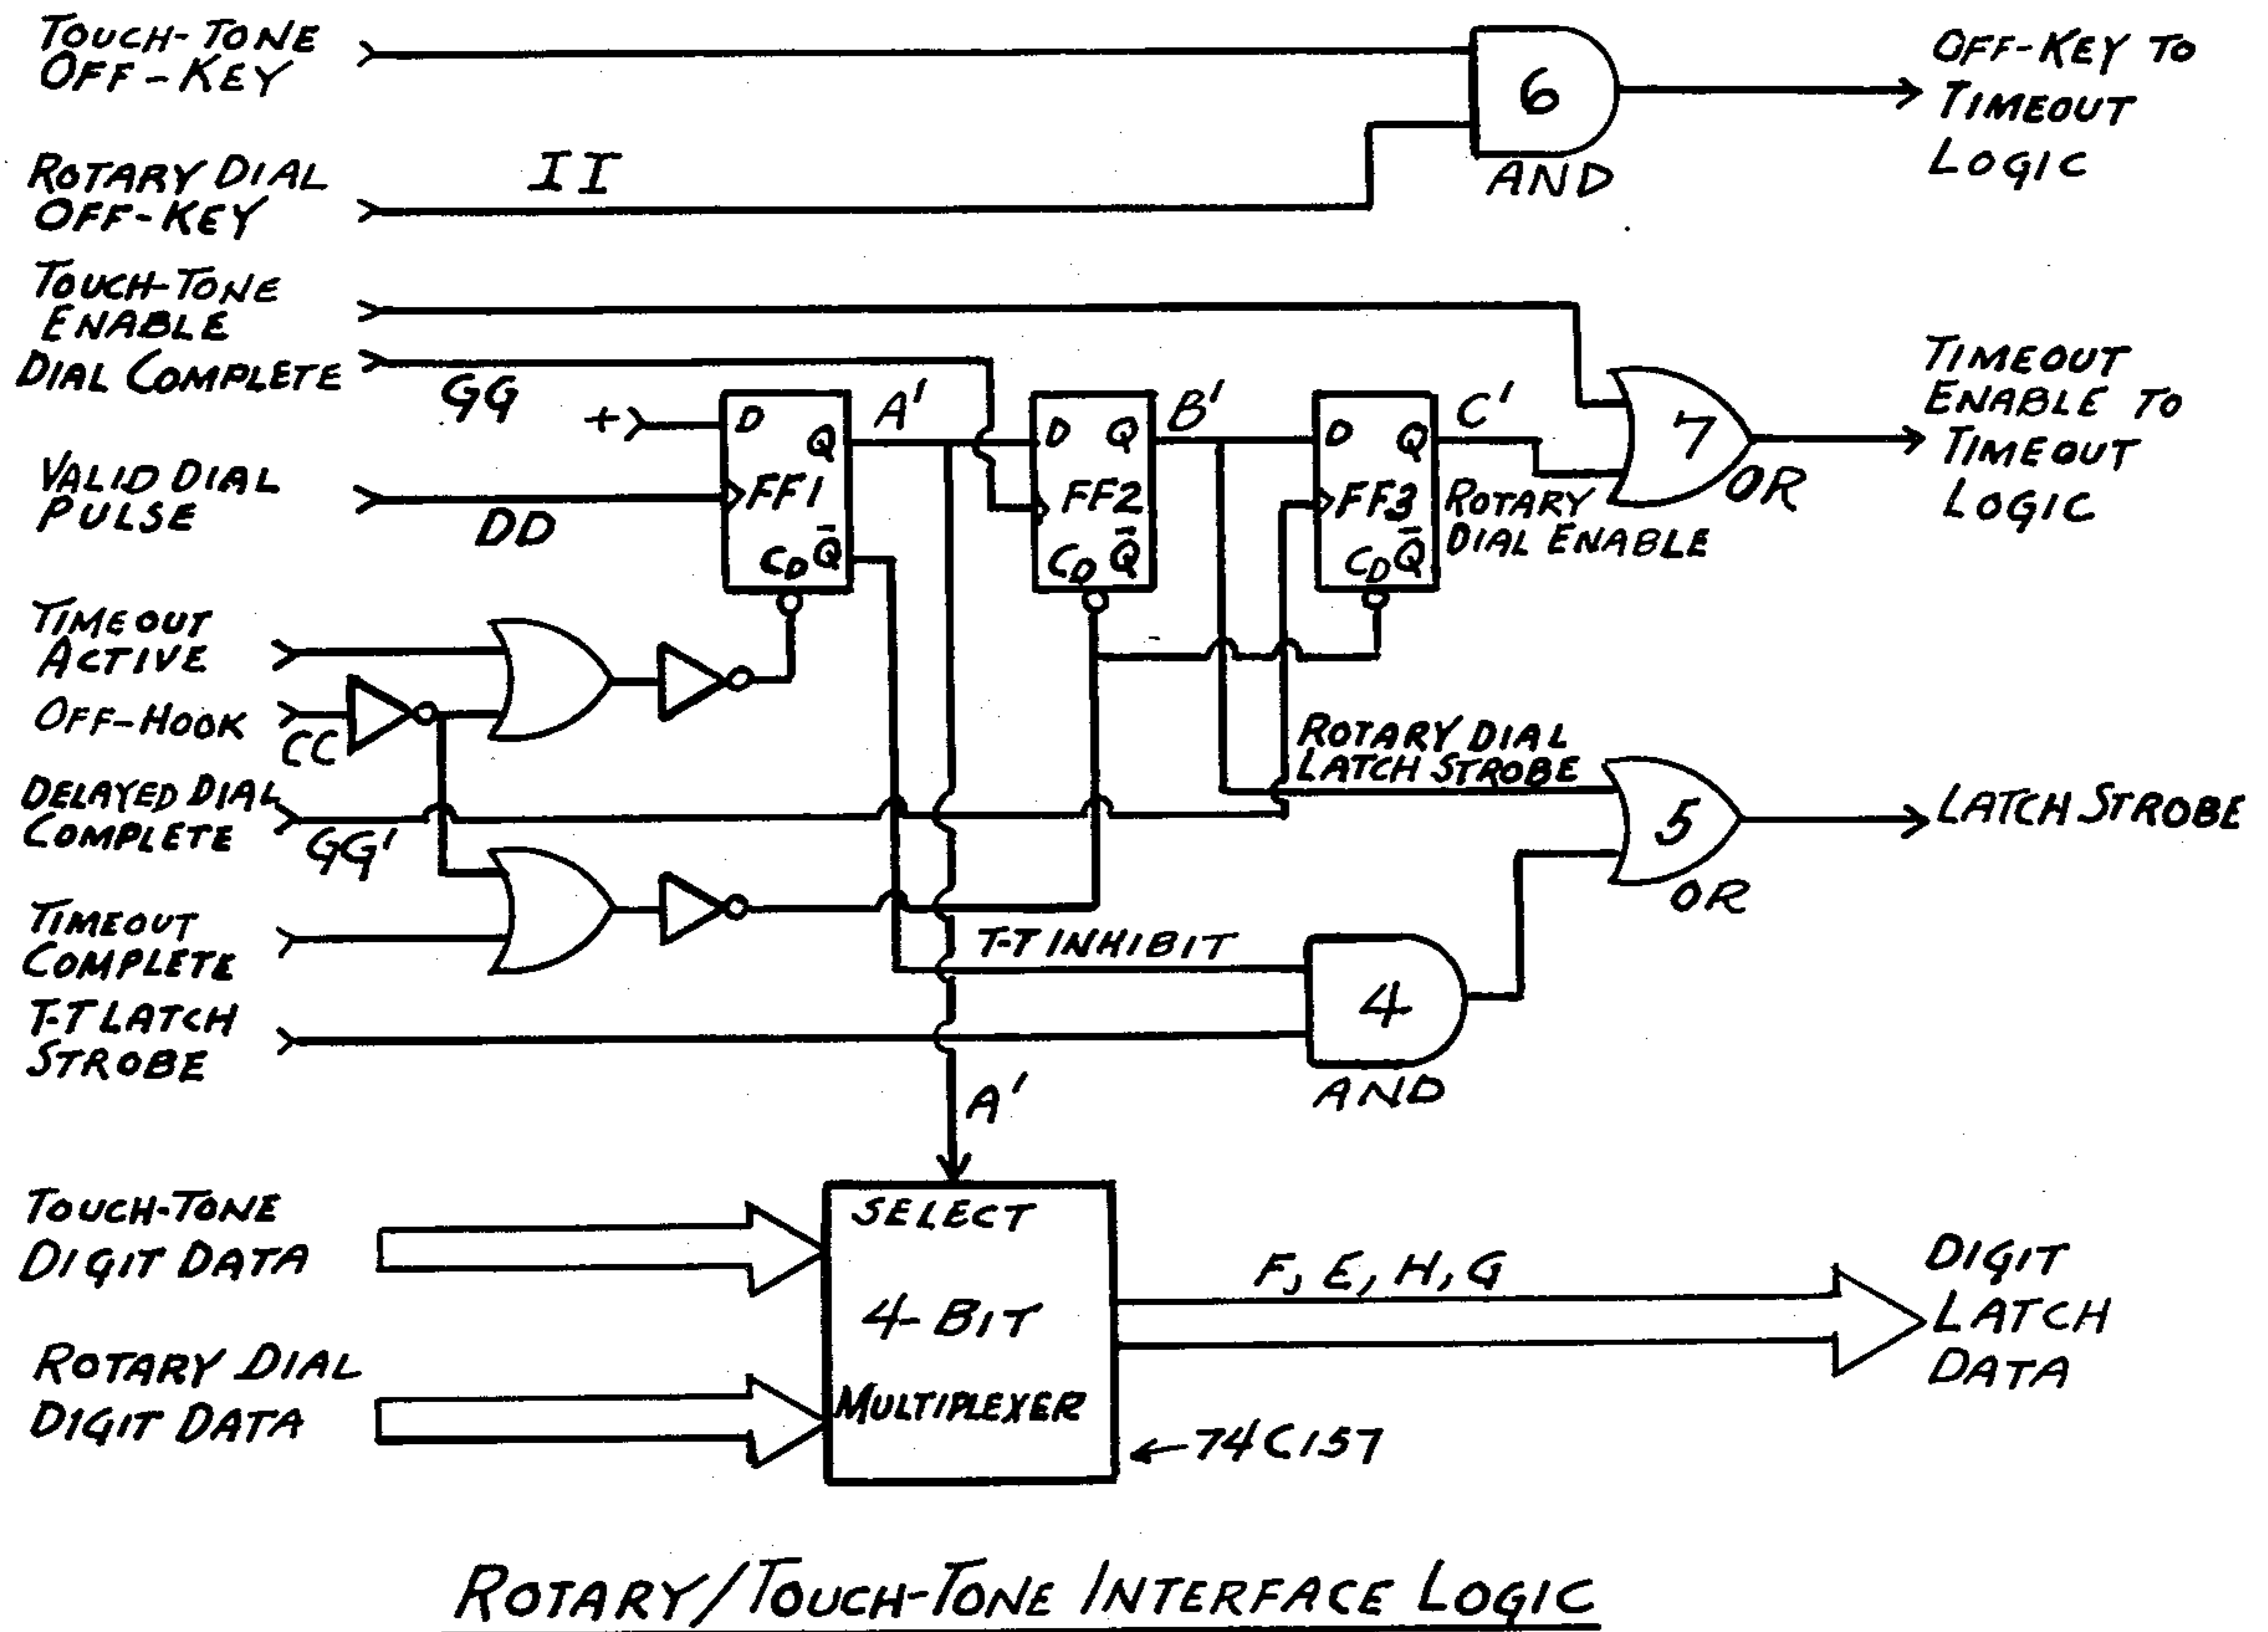 TOUCH-TONE
OFF-KEY
6
AND
OFF-KEY TO
TIMEOUT
LOGIC
ROTARY DIAL
OFF-KEY
II
TOUCH-TONE
ENABLE
DIAL COMPLETE
GG
+
D
Q
FF1
CD Q̄
A'
D
Q
FF2
CD Q̄
B'
D
Q
FF3
CD Q̄
C'
ROTARY
DIAL ENABLE
7
OR
TIMEOUT
ENABLE TO
TIMEOUT
LOGIC
VALID DIAL
PULSE
DD
TIMEOUT
ACTIVE
OFF-HOOK
CC
DELAYED DIAL
COMPLETE
GG'
ROTARY DIAL
LATCH STROBE
5
OR
LATCH STROBE
TIMEOUT
COMPLETE
T-T LATCH
STROBE
T-T INHIBIT
4
AND
A'
TOUCH-TONE
DIGIT DATA
ROTARY DIAL
DIGIT DATA
SELECT
4-BIT
MULTIPLEXER
74C157
F, E, H, G
DIGIT
LATCH
DATA
ROTARY/TOUCH-TONE INTERFACE LOGIC